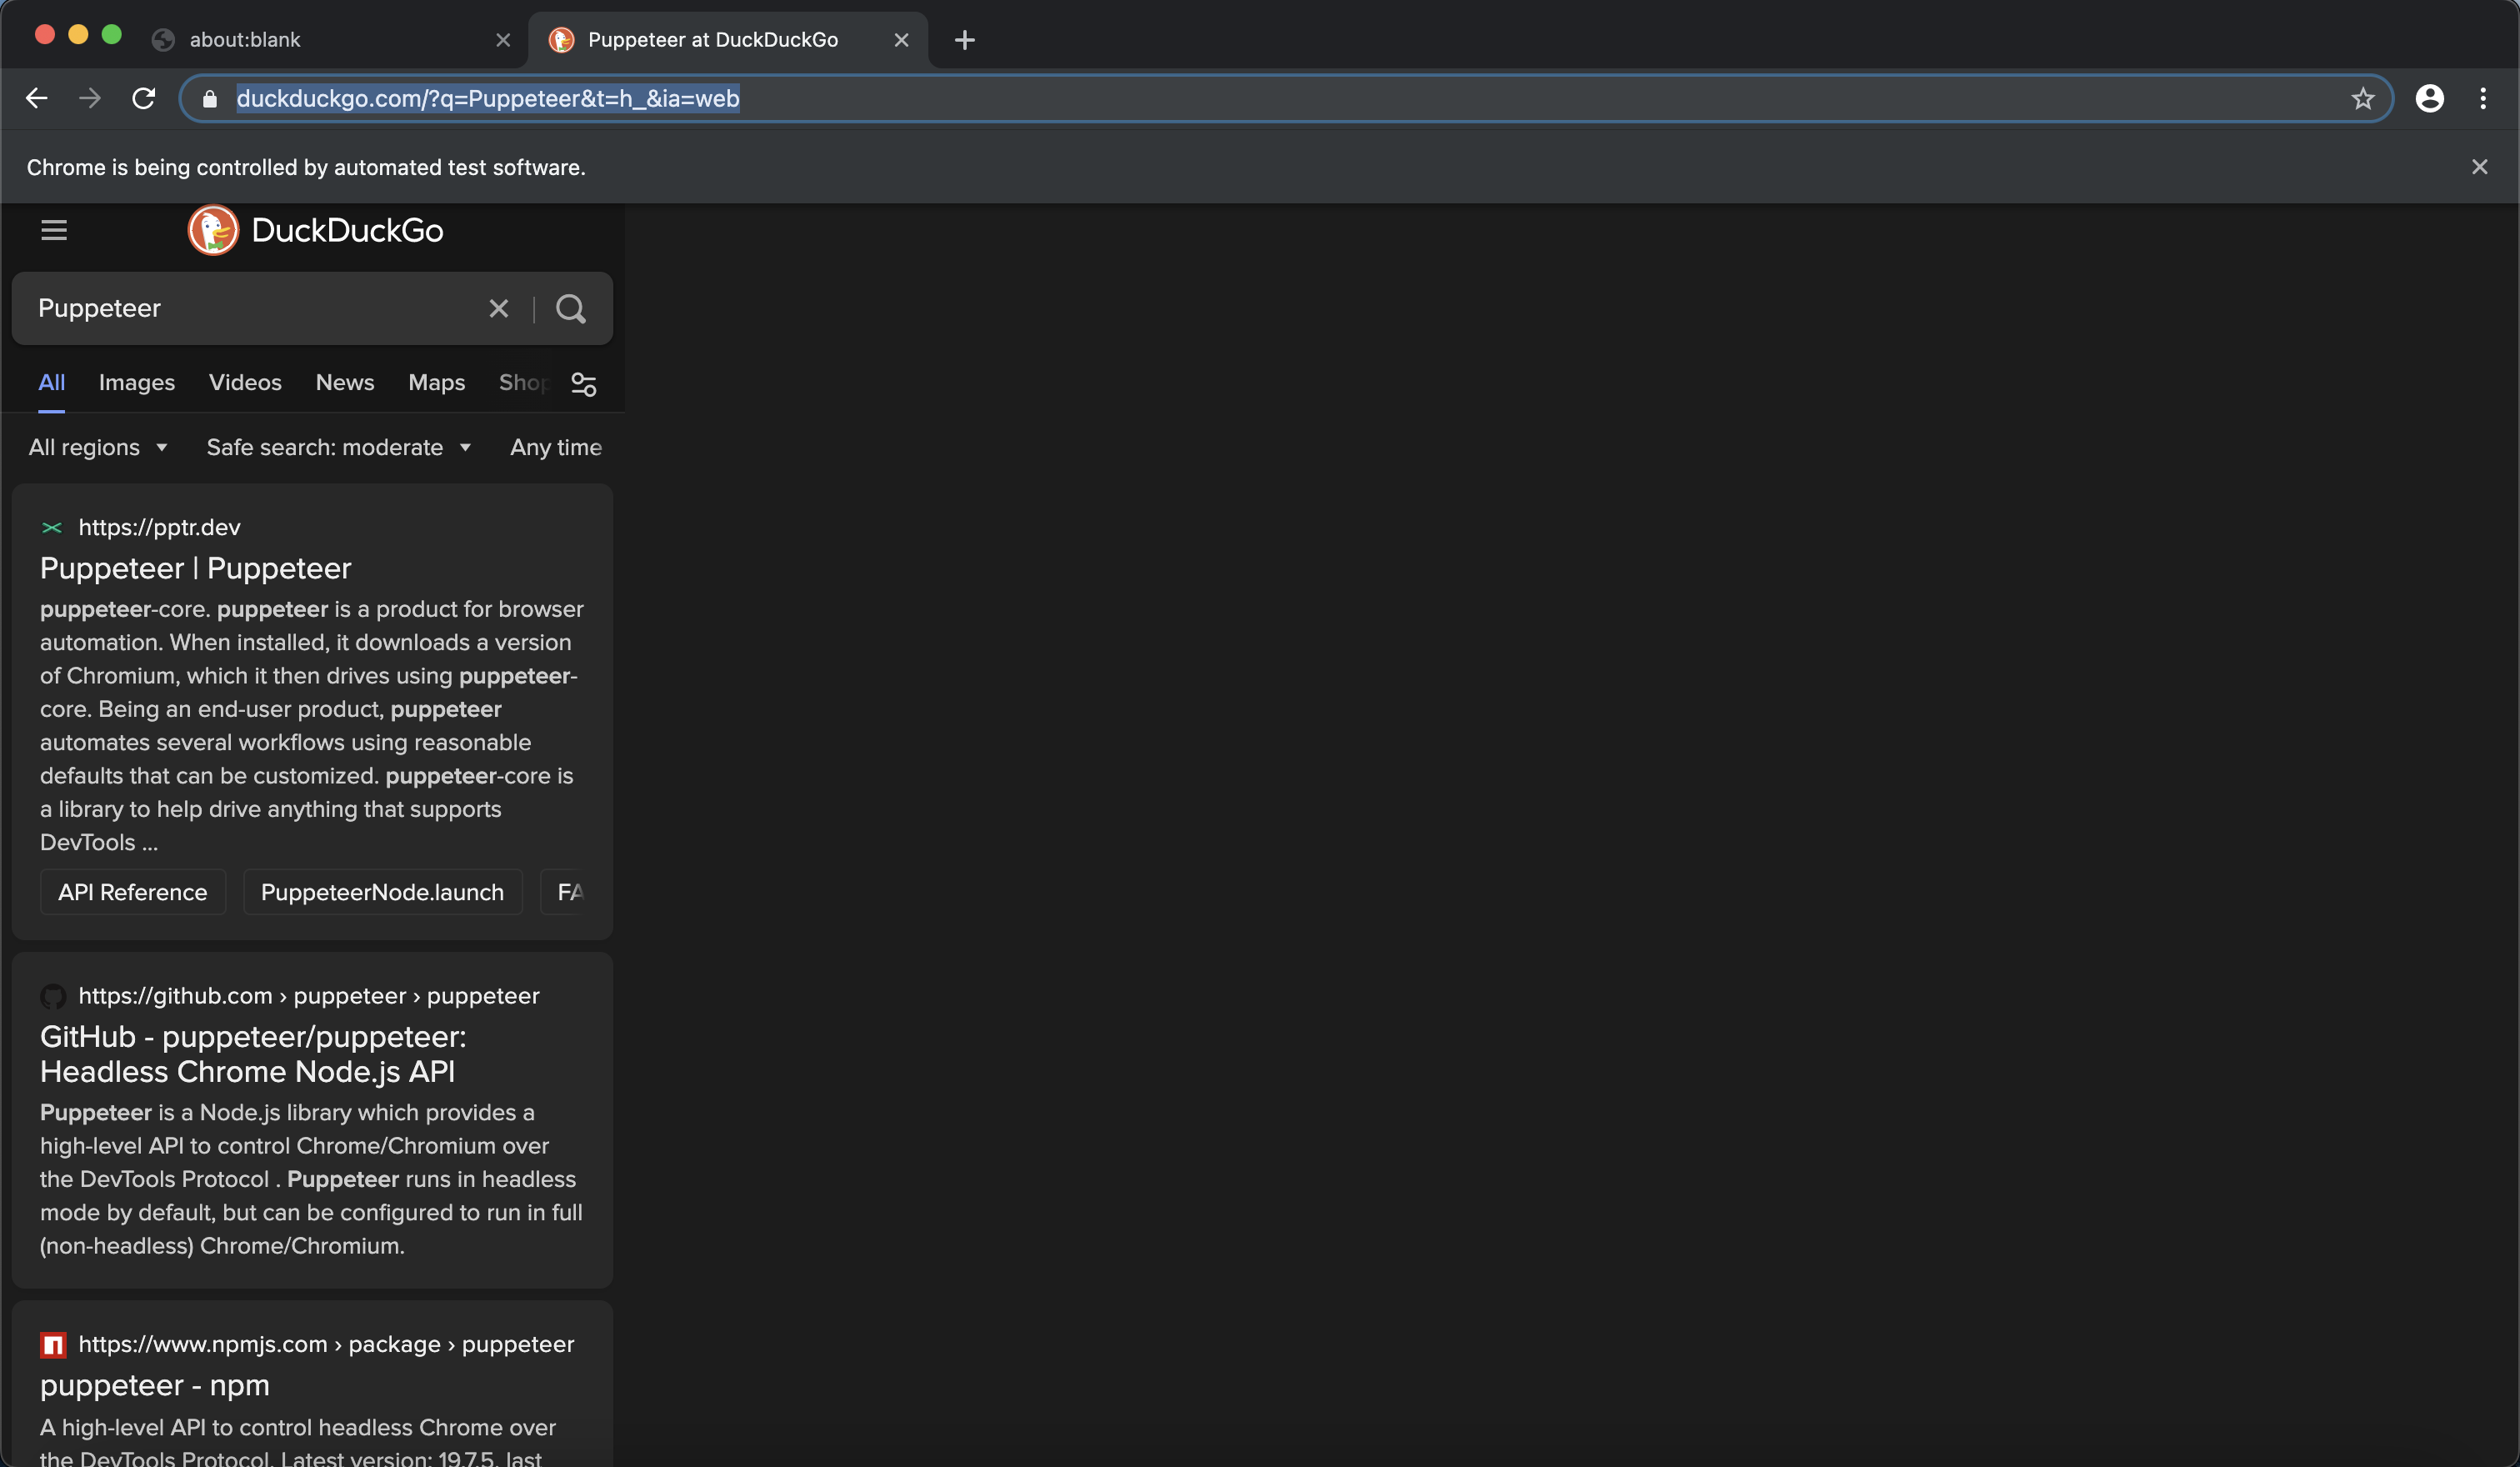 about:blank
Puppeteer at DuckDuckGo
duckduckgo.com/?q=Puppeteer&t=h_&ia=web
Chrome is being controlled by automated test software.
DuckDuckGo
Puppeteer
All Images Videos News Maps Shop
All regions Safe search: moderate Any time
https://pptr.dev
Puppeteer | Puppeteer
puppeteer-core. puppeteer is a product for browser
automation. When installed, it downloads a version
of Chromium, which it then drives using puppeteer-
core. Being an end-user product, puppeteer
automates several workflows using reasonable
defaults that can be customized. puppeteer-core is
a library to help drive anything that supports
DevTools ...
API Reference PuppeteerNode.launch FA
https://github.com › puppeteer › puppeteer
GitHub - puppeteer/puppeteer:
Headless Chrome Node.js API
Puppeteer is a Node.js library which provides a
high-level API to control Chrome/Chromium over
the DevTools Protocol . Puppeteer runs in headless
mode by default, but can be configured to run in full
(non-headless) Chrome/Chromium.
https://www.npmjs.com › package › puppeteer
puppeteer - npm
A high-level API to control headless Chrome over
the DevTools Protocol. Latest version: 19.7.5, last